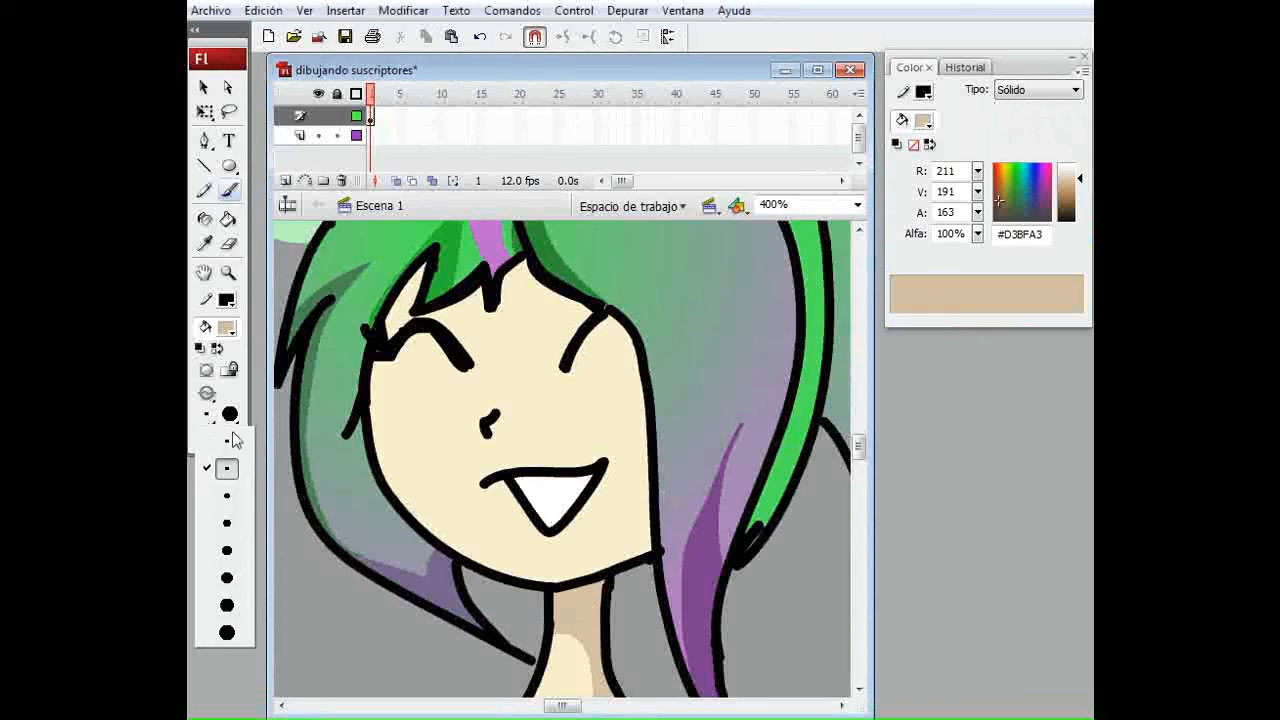 Archivo Edición Ver Insertar Modificar Texto Comandos Control Depurar Ventana Ayuda
Fl
dibujando suscriptores*
5 10 15 20 25 30 35 40 45 50 55 60
1 12.0 fps 0.0s
Escena 1 Espacio de trabajo 400%
T
Color Historial
Tipo: Sólido
R: 211
V: 191
A: 163
Alfa: 100% #D3BFA3